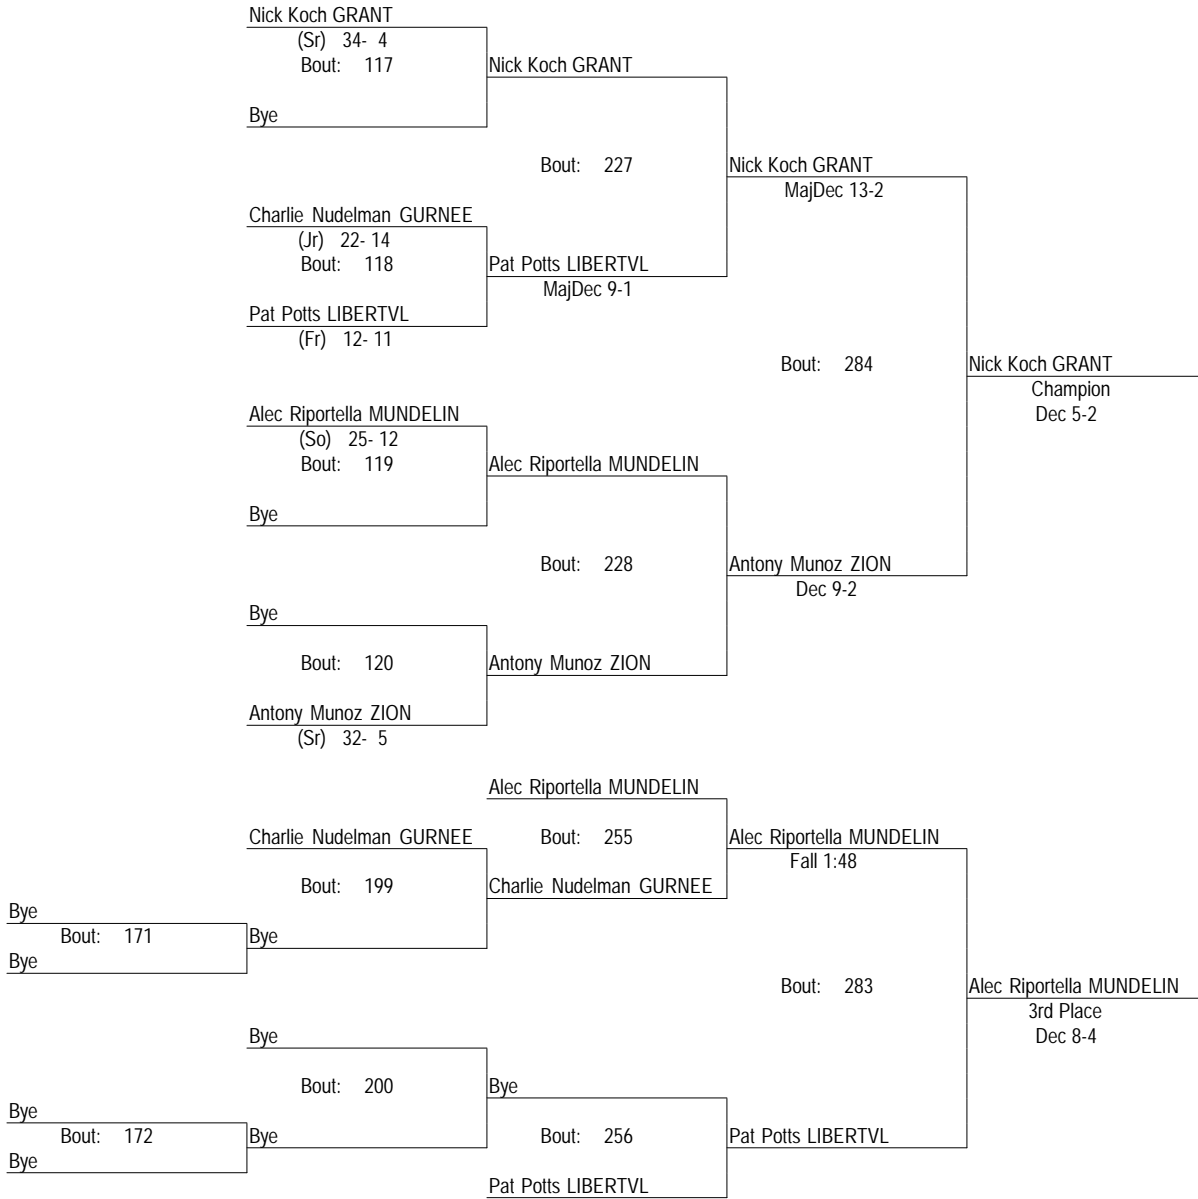 Nick Koch GRANT
(Sr) 34- 4
Bout: 117
Nick Koch GRANT
Bye
Bout: 227
Nick Koch GRANT
MajDec 13-2
Charlie Nudelman GURNEE
(Jr) 22- 14
Bout: 118
Pat Potts LIBERTVL
MajDec 9-1
Pat Potts LIBERTVL
(Fr) 12- 11
Bout: 284
Nick Koch GRANT
Champion
Dec 5-2
Alec Riportella MUNDELIN
(So) 25- 12
Bout: 119
Alec Riportella MUNDELIN
Bye
Bout: 228
Antony Munoz ZION
Dec 9-2
Bye
Bout: 120
Antony Munoz ZION
Antony Munoz ZION
(Sr) 32- 5
Alec Riportella MUNDELIN
Charlie Nudelman GURNEE
Bout: 255
Alec Riportella MUNDELIN
Fall 1:48
Bout: 199
Charlie Nudelman GURNEE
Bye
Bout: 171
Bye
Bye
Bout: 283
Alec Riportella MUNDELIN
3rd Place
Dec 8-4
Bye
Bout: 200
Bye
Bye
Bout: 172
Bye
Bout: 256
Pat Potts LIBERTVL
Bye
Pat Potts LIBERTVL